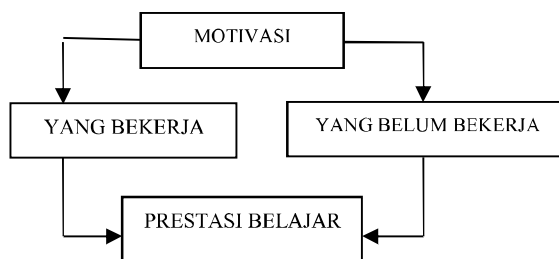 MOTIVASI
YANG BEKERJA
YANG BELUM BEKERJA
PRESTASI BELAJAR